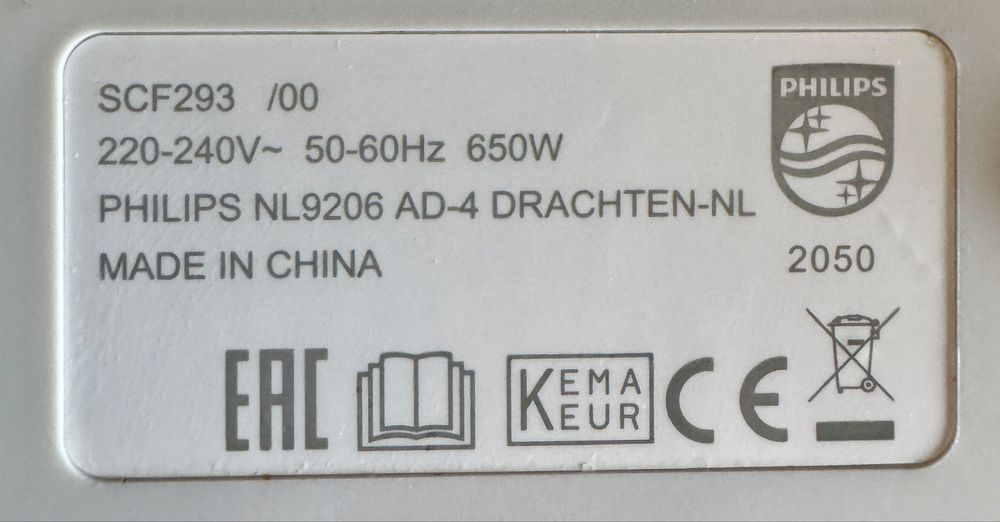 SCF293 /00
220-240V~ 50-60Hz 650W
PHILIPS NL9206 AD-4 DRACHTEN-NL
MADE IN CHINA
PHILIPS
2050
EAC
KEMA
KEUR
CE